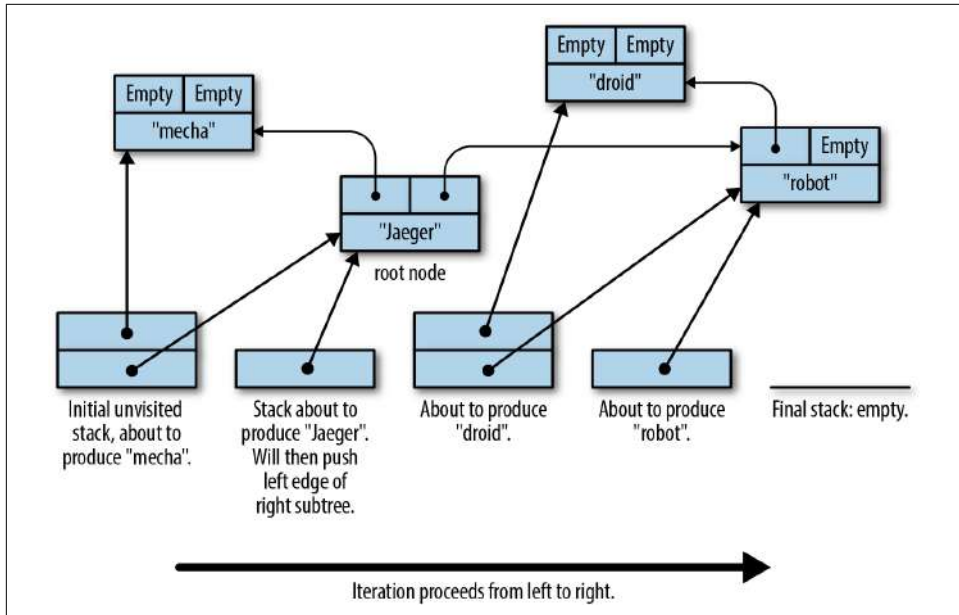 Empty Empty
"droid"
Empty Empty
"mecha"
Empty
"robot"
"Jaeger"
root node
Initial unvisited
stack, about to
produce "mecha".
Stack about to
produce "Jaeger".
Will then push
left edge of
right subtree.
About to produce
"droid".
About to produce
"robot".
Final stack: empty.
Iteration proceeds from left to right.